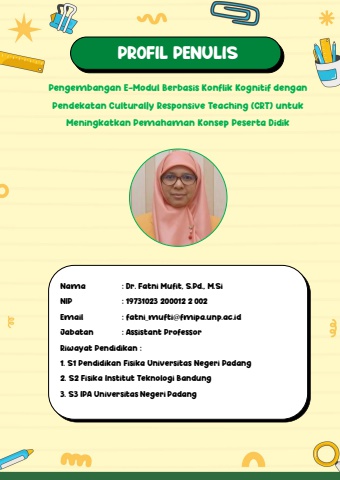 PROFIL PENULIS
Pengembangan E-Modul Berbasis Konflik Kognitif dengan
Pendekatan Culturally Responsive Teaching (CRT) untuk
Meningkatkan Pemahaman Konsep Peserta Didik
Nama : Dr. Fatni Mufit, S.Pd., M.Si
NIP : 19731023 200012 2 002
Email : fatni_mufti@fmipa.unp.ac.id
Jabatan : Assistant Professor
Riwayat Pendidikan :
1. S1 Pendidikan Fisika Universitas Negeri Padang
2. S2 Fisika Institut Teknologi Bandung
3. S3 IPA Universitas Negeri Padang